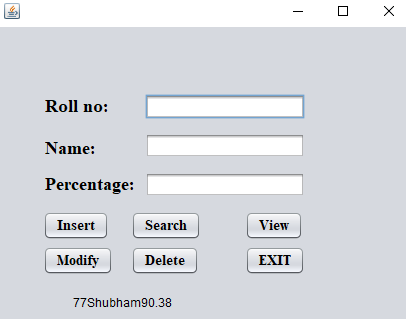 Roll no:
Name:
Percentage:
Insert Search View
Modify Delete EXIT
77Shubham90.38